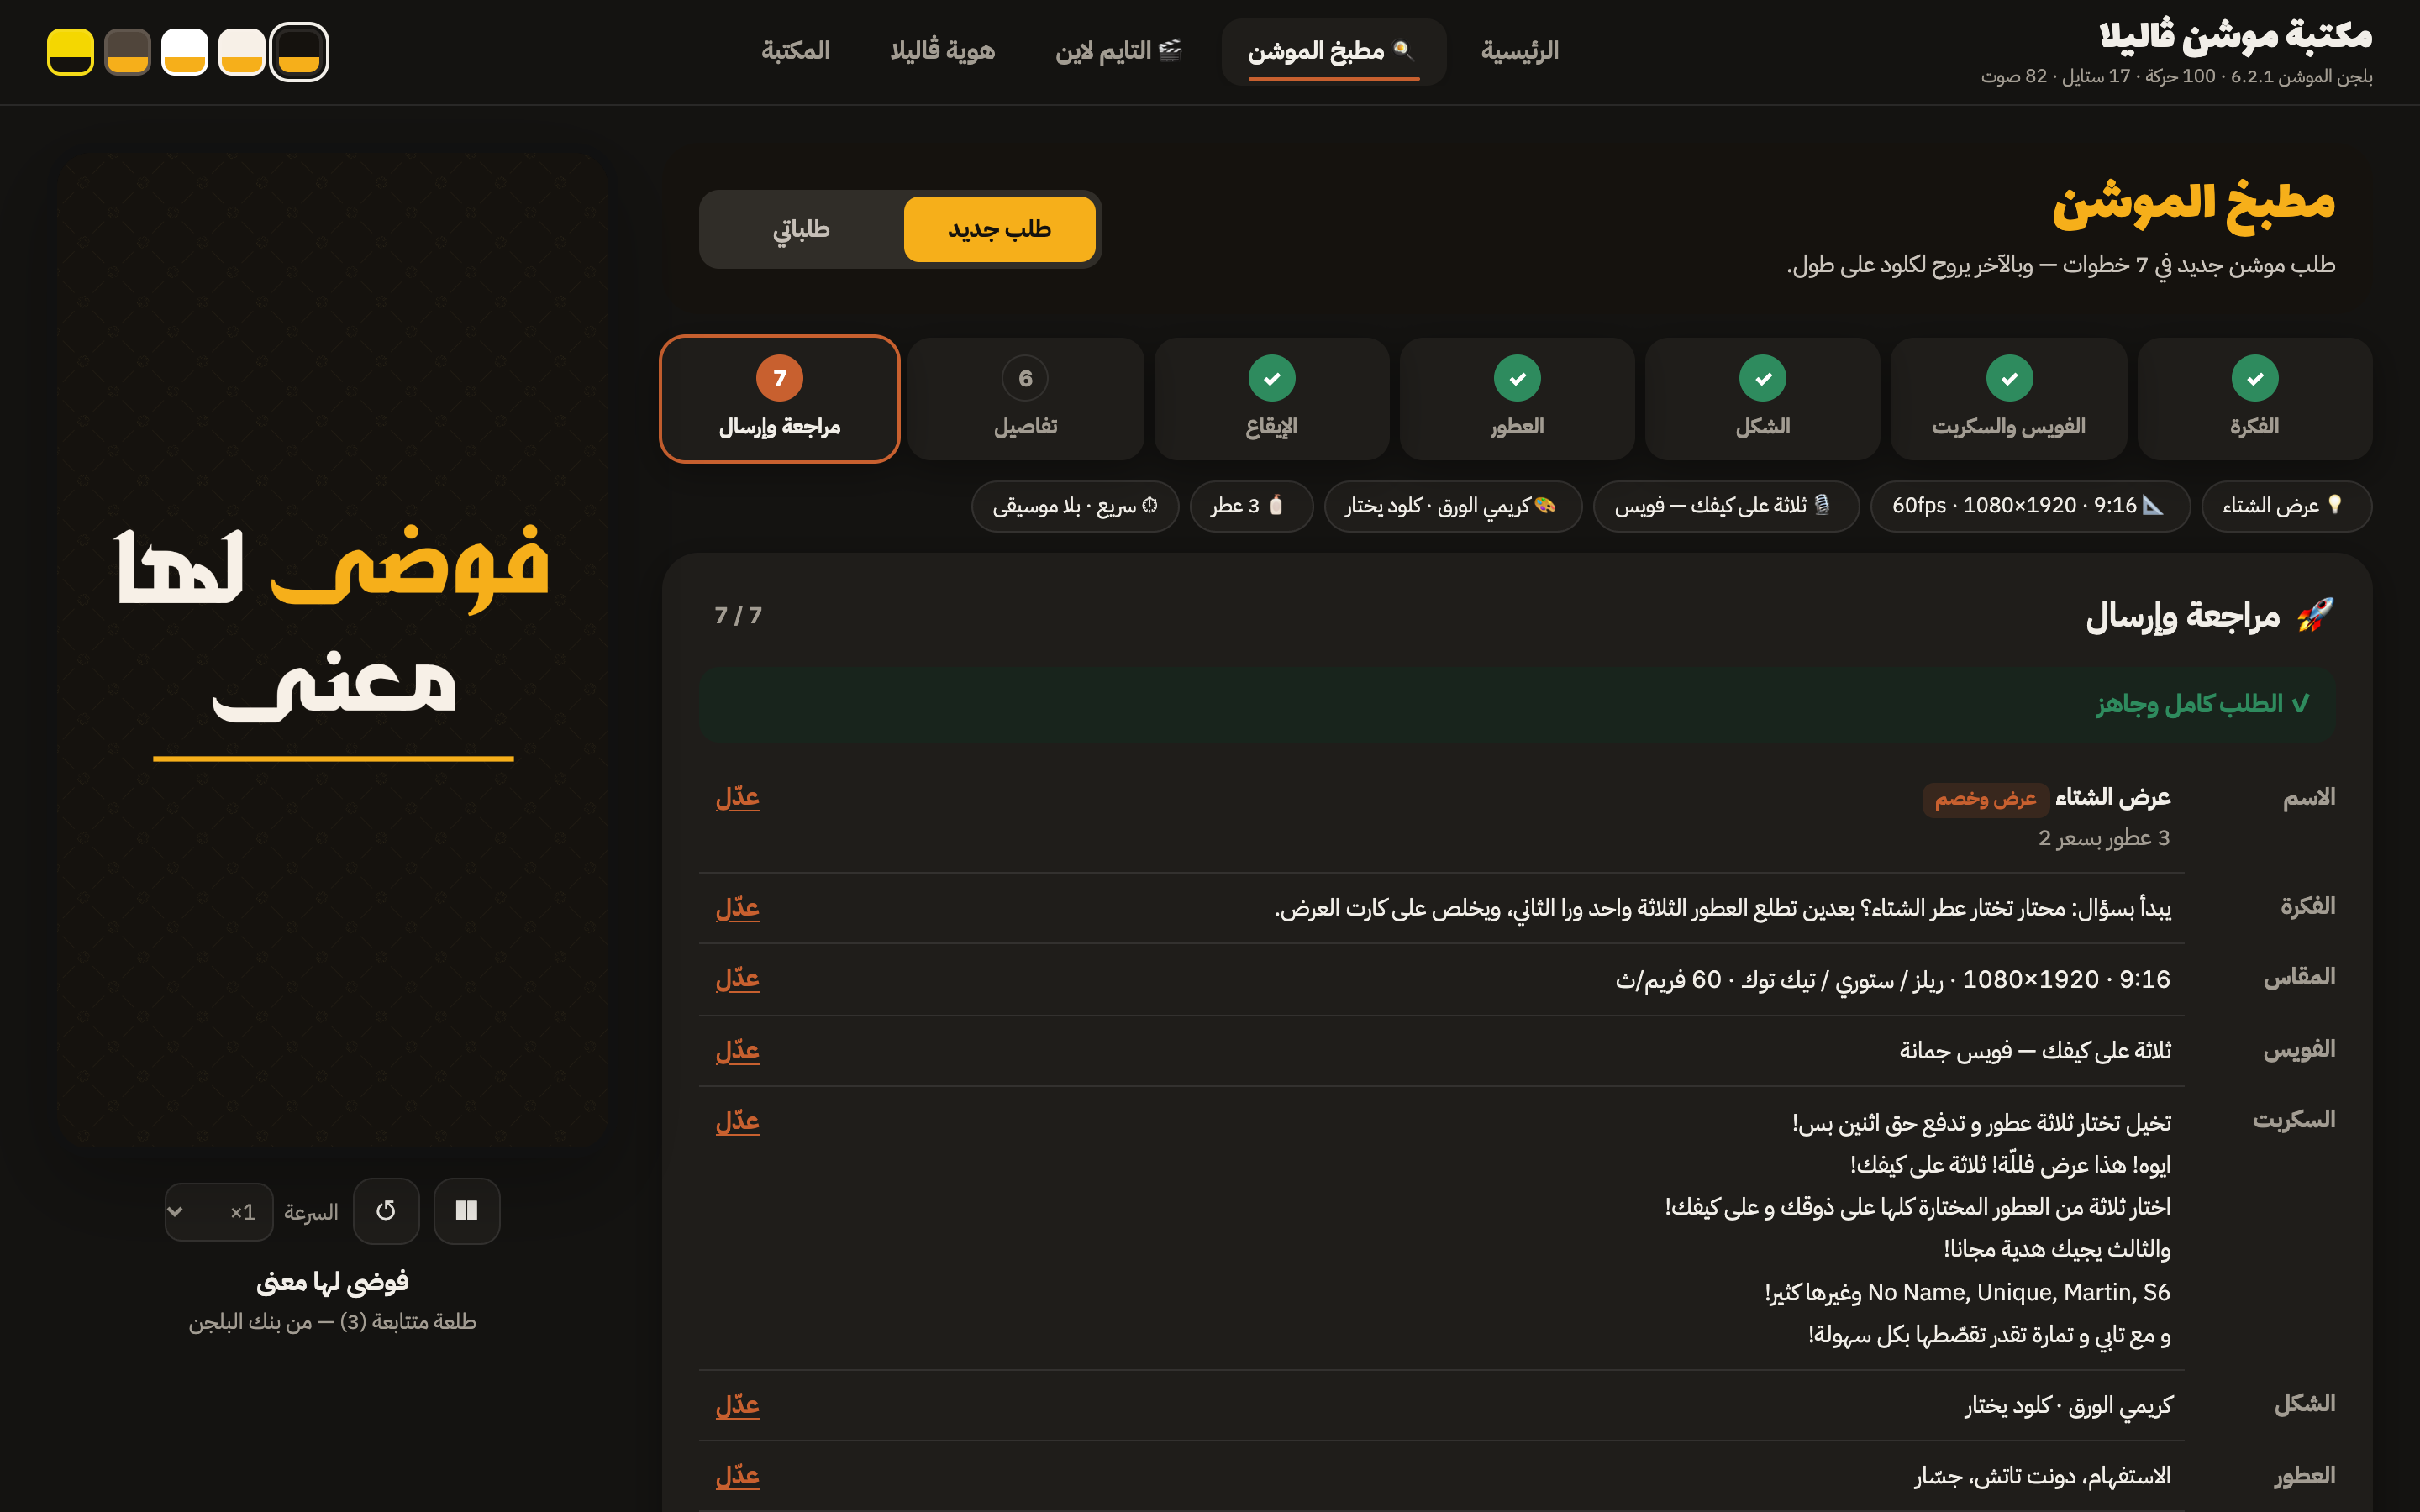 مكتبة موشن ڤاليلا
بلجن الموشن 6.2.1 · 100 حركة · 17 ستايل · 82 صوت
الرئيسية
🍳 مطبخ الموشن
🎬 التايم لاين
هوية ڤاليلا
المكتبة
مطبخ الموشن
طلب موشن جديد في 7 خطوات — وبالآخر يروح لكلود على طول.
طلب جديد
طلباتي
✓ الفكرة
✓ الفويس والسكربت
✓ الشكل
✓ العطور
✓ الإيقاع
6 تفاصيل
7 مراجعة وإرسال
💡 عرض الشتاء
📐 9:16 · 1080×1920 · 60fps
🎙 ثلاثة على كيفك — فويس
🎨 كريمي الورق · كلود يختار
🧴 3 عطر
⏱ سريع · بلا موسيقى
🚀 مراجعة وإرسال
7 / 7
✓ الطلب كامل وجاهز
الاسم
عرض الشتاء عرض وخصم
عدّل
3 عطور بسعر 2
الفكرة
يبدأ بسؤال: محتار تختار عطر الشتاء؟ بعدين تطلع العطور الثلاثة واحد ورا الثاني، ويخلص على كارت العرض.
عدّل
المقاس
9:16 · 1080×1920 · ريلز / ستوري / تيك توك · 60 فريم/ث
عدّل
الفويس
ثلاثة على كيفك — فويس جمانة
عدّل
السكربت
تخيل تختار ثلاثة عطور و تدفع حق اثنين بس!
عدّل
ايوه! هذا عرض فللّة! ثلاثة على كيفك!
اختار ثلاثة من العطور المختارة كلها على ذوقك و على كيفك!
والثالث يجيك هدية مجانا!
No Name, Unique, Martin, S6 وغيرها كثير!
و مع تابي و تمارة تقدر تقصّطها بكل سهولة!
الشكل
كريمي الورق · كلود يختار
عدّل
العطور
الاستفهام، دونت تاتش، جسّار
عدّل
فوضى لها
معنى
السرعة
1×
فوضى لها معنى
طلعة متتابعة (3) — من بنك البلجن